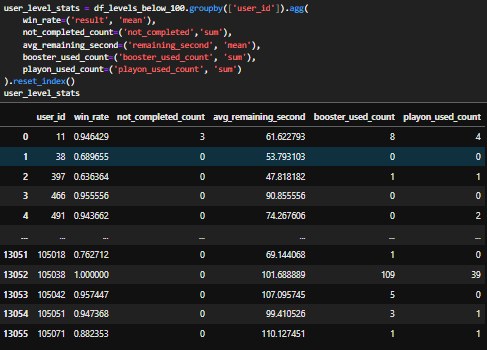 user_level_stats = df_levels_below_100.groupby(['user_id']).agg(
    win_rate=('result', 'mean'),
    not_completed_count=('not_completed','sum'),
    avg_remaining_second=('remaining_second', 'mean'),
    booster_used_count=('booster_used_count', 'sum'),
    playon_used_count=('playon_used_count', 'sum')
).reset_index()
user_level_stats
user_id win_rate not_completed_count avg_remaining_second booster_used_count playon_used_count
0 11 0.946429 3 61.622793 8 4
1 38 0.689655 0 53.793103 0 0
2 397 0.636364 0 47.818182 1 1
3 466 0.955556 0 90.855556 0 0
4 491 0.943662 0 74.267606 0 2
... ... ... ... ... ... ...
13051 105018 0.762712 0 69.144068 1 0
13052 105038 1.000000 0 101.688889 109 39
13053 105042 0.957447 0 107.095745 5 0
13054 105051 0.947368 0 99.410526 3 1
13055 105071 0.882353 0 110.127451 1 1